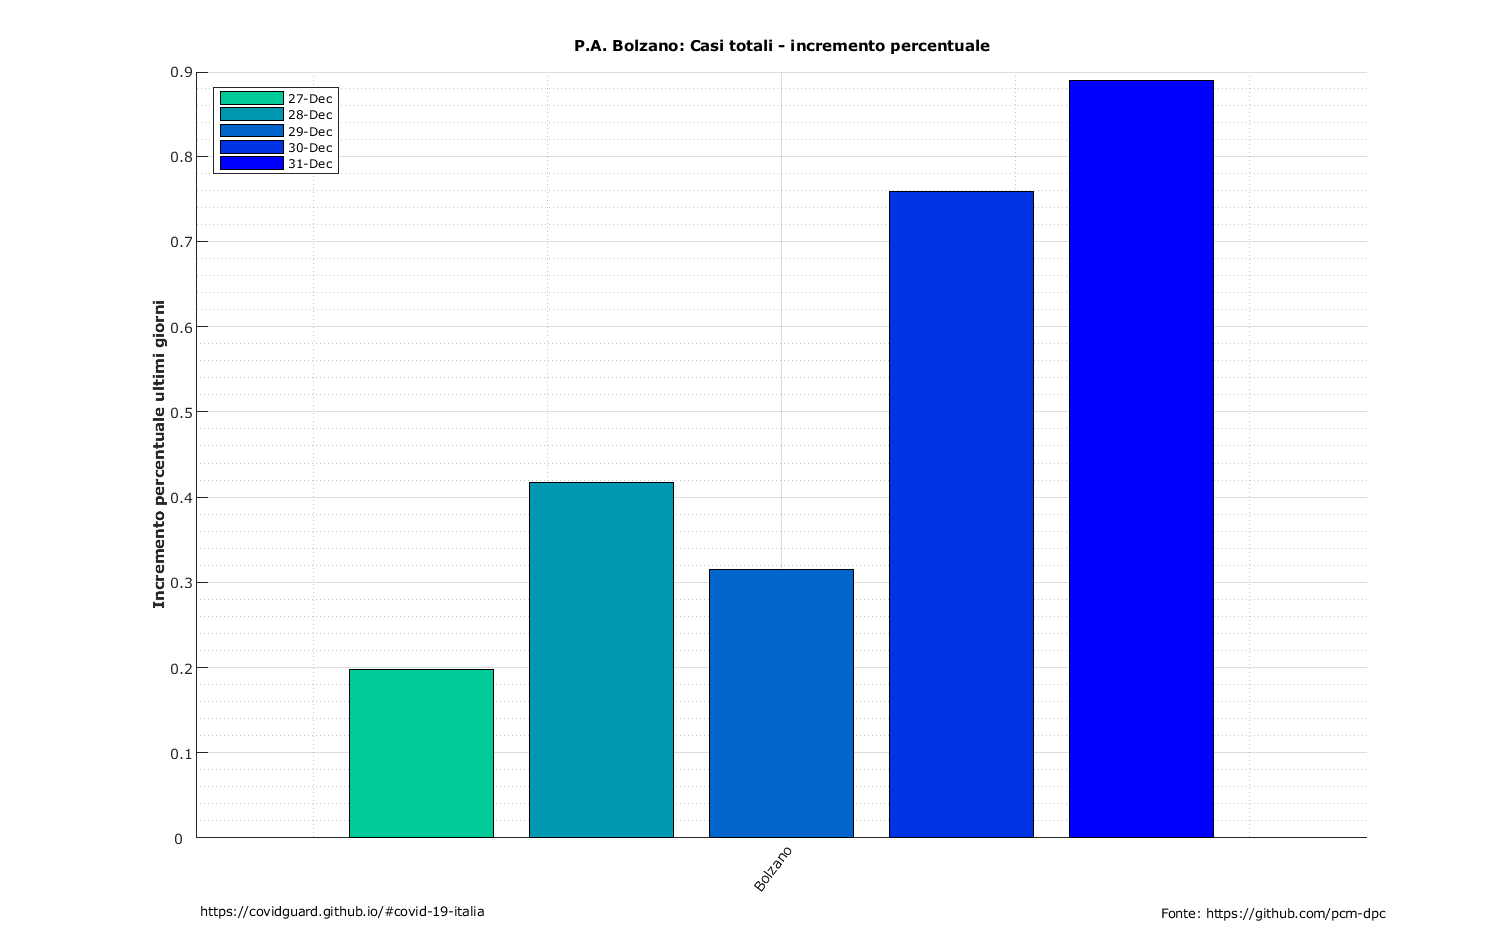 P.A. Bolzano: Casi totali - incremento percentuale
Incremento percentuale ultimi giorni
0.9
0.8
0.7
0.6
0.5
0.4
0.3
0.2
0.1
0
27-Dec
28-Dec
29-Dec
30-Dec
31-Dec
Bolzano
https://covidguard.github.io/#covid-19-italia
Fonte: https://github.com/pcm-dpc